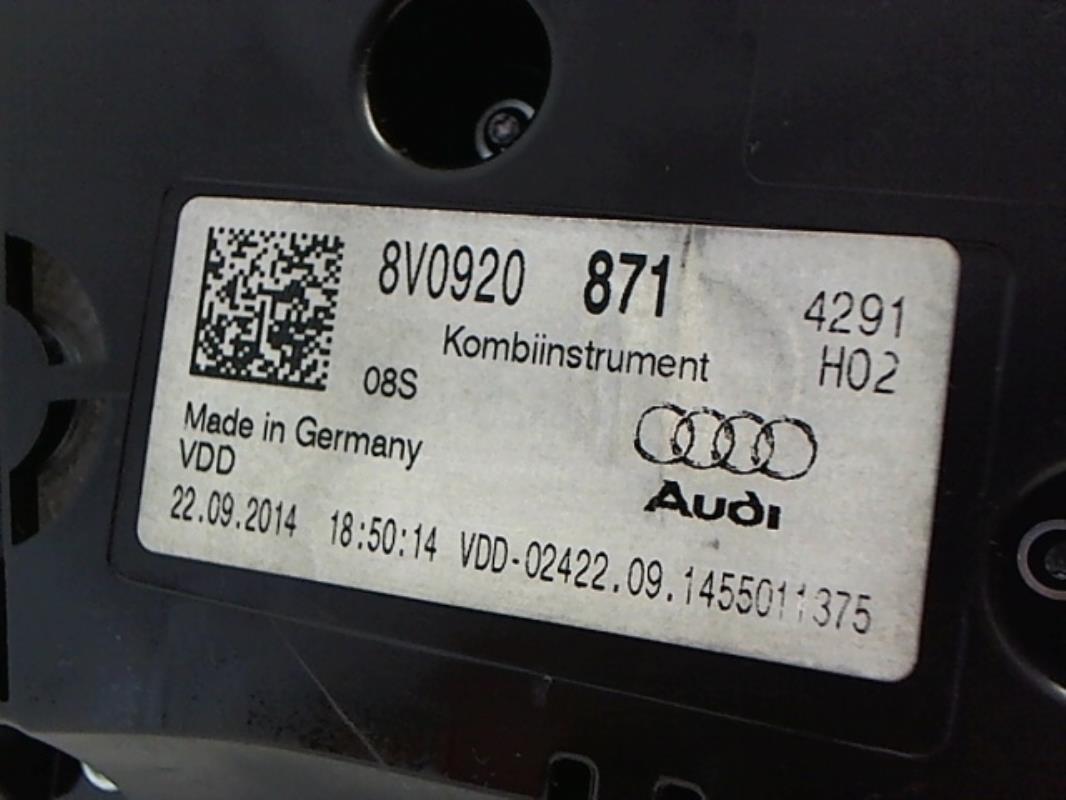 8V0920 871 4291
Kombiinstrument H02
08S
Made in Germany
VDD
Audi
22.09.2014 18:50:14 VDD-02422.09.1455011375